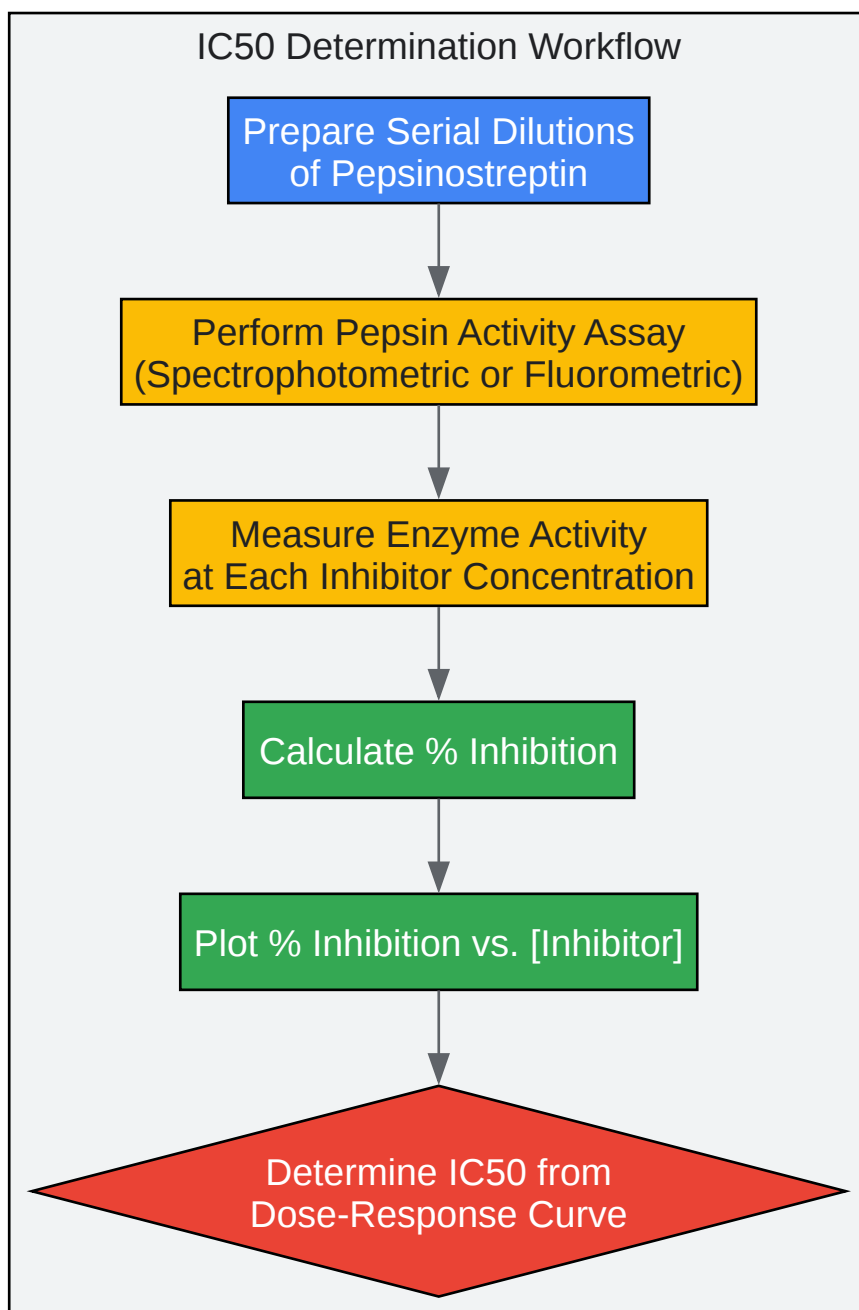 IC50 Determination Workflow
Prepare Serial Dilutions
of Pepsinostreptin
Perform Pepsin Activity Assay
(Spectrophotometric or Fluorometric)
Measure Enzyme Activity
at Each Inhibitor Concentration
Calculate % Inhibition
Plot % Inhibition vs. [Inhibitor]
Determine IC50 from
Dose-Response Curve